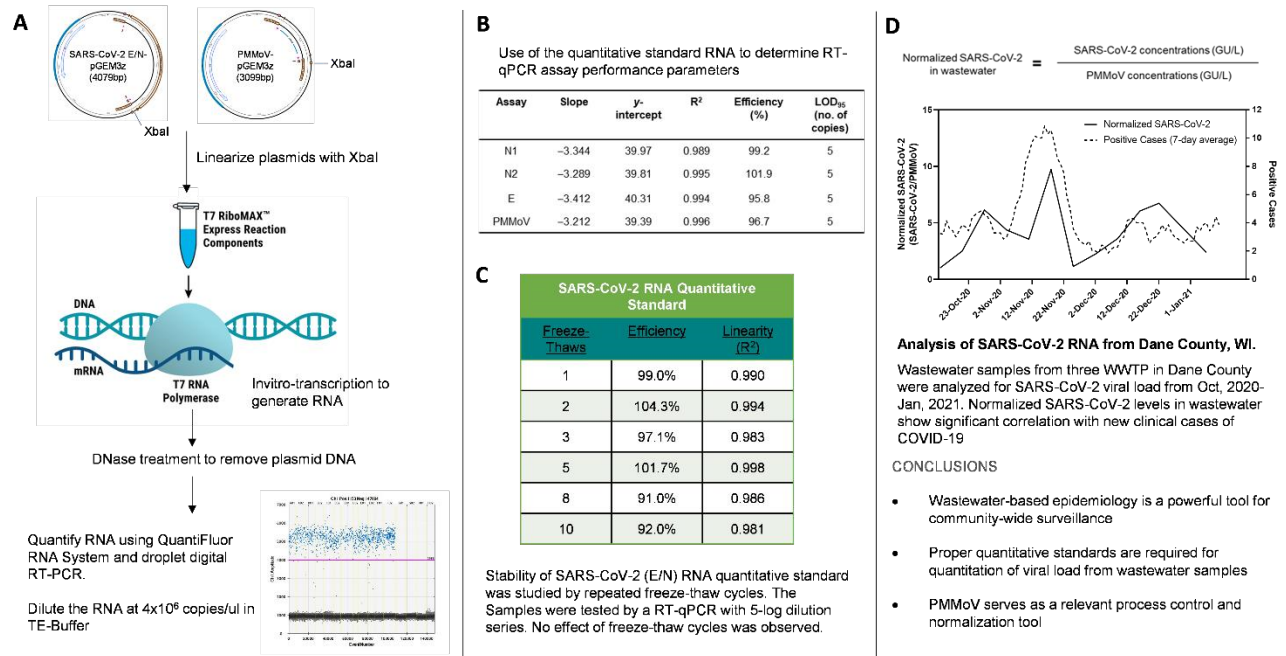 A
SARS-CoV-2 E/N-
pGEM3z
(4079bp)
PMMoV-
pGEM3z
(3099bp)
XbaI
XbaI
Linearize plasmids with XbaI
T7 RiboMAX™
Express Reaction
Components
DNA
mRNA
T7 RNA
Polymerase
Invitro-transcription to
generate RNA
DNase treatment to remove plasmid DNA
Quantify RNA using QuantiFluor
RNA System and droplet digital
RT-PCR.
Dilute the RNA at 4x10⁶ copies/ul in
TE-Buffer
B
Use of the quantitative standard RNA to determine RT-
qPCR assay performance parameters
Assay Slope y-intercept R² Efficiency (%) LOD₉₅ (no. of copies)
N1 –3.344 39.97 0.989 99.2 5
N2 –3.289 39.81 0.995 101.9 5
E –3.412 40.31 0.994 95.8 5
PMMoV –3.212 39.39 0.996 96.7 5
C
SARS-CoV-2 RNA Quantitative
Standard
Freeze-Thaws Efficiency Linearity (R²)
1 99.0% 0.990
2 104.3% 0.994
3 97.1% 0.983
5 101.7% 0.998
8 91.0% 0.986
10 92.0% 0.981
Stability of SARS-CoV-2 (E/N) RNA quantitative standard
was studied by repeated freeze-thaw cycles. The
Samples were tested by a RT-qPCR with 5-log dilution
series. No effect of freeze-thaw cycles was observed.
D
Normalized SARS-CoV-2
in wastewater
=
SARS-CoV-2 concentrations (GU/L)
PMMoV concentrations (GU/L)
Normalized SARS-CoV-2
(SARS-CoV-2/PMMoV)
15
10
5
0
Normalized SARS-CoV-2
Positive Cases (7-day average)
12
10
8
6
4
2
0
Positive Cases
23-Oct-20
2-Nov-20
12-Nov-20
22-Nov-20
2-Dec-20
12-Dec-20
22-Dec-20
1-Jan-21
Analysis of SARS-CoV-2 RNA from Dane County, WI.
Wastewater samples from three WWTP in Dane County
were analyzed for SARS-CoV-2 viral load from Oct, 2020-
Jan, 2021. Normalized SARS-CoV-2 levels in wastewater
show significant correlation with new clinical cases of
COVID-19
CONCLUSIONS
• Wastewater-based epidemiology is a powerful tool for
community-wide surveillance
• Proper quantitative standards are required for
quantitation of viral load from wastewater samples
• PMMoV serves as a relevant process control and
normalization tool